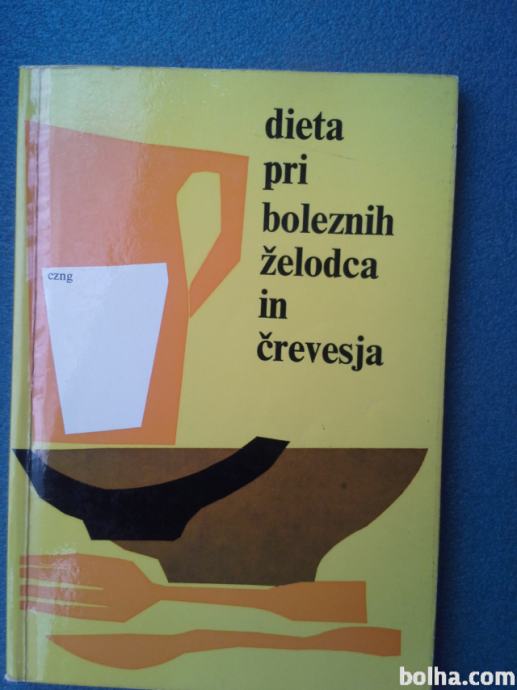 dieta
pri
boleznih
želodca
in
črevesja
czng
bolha.com